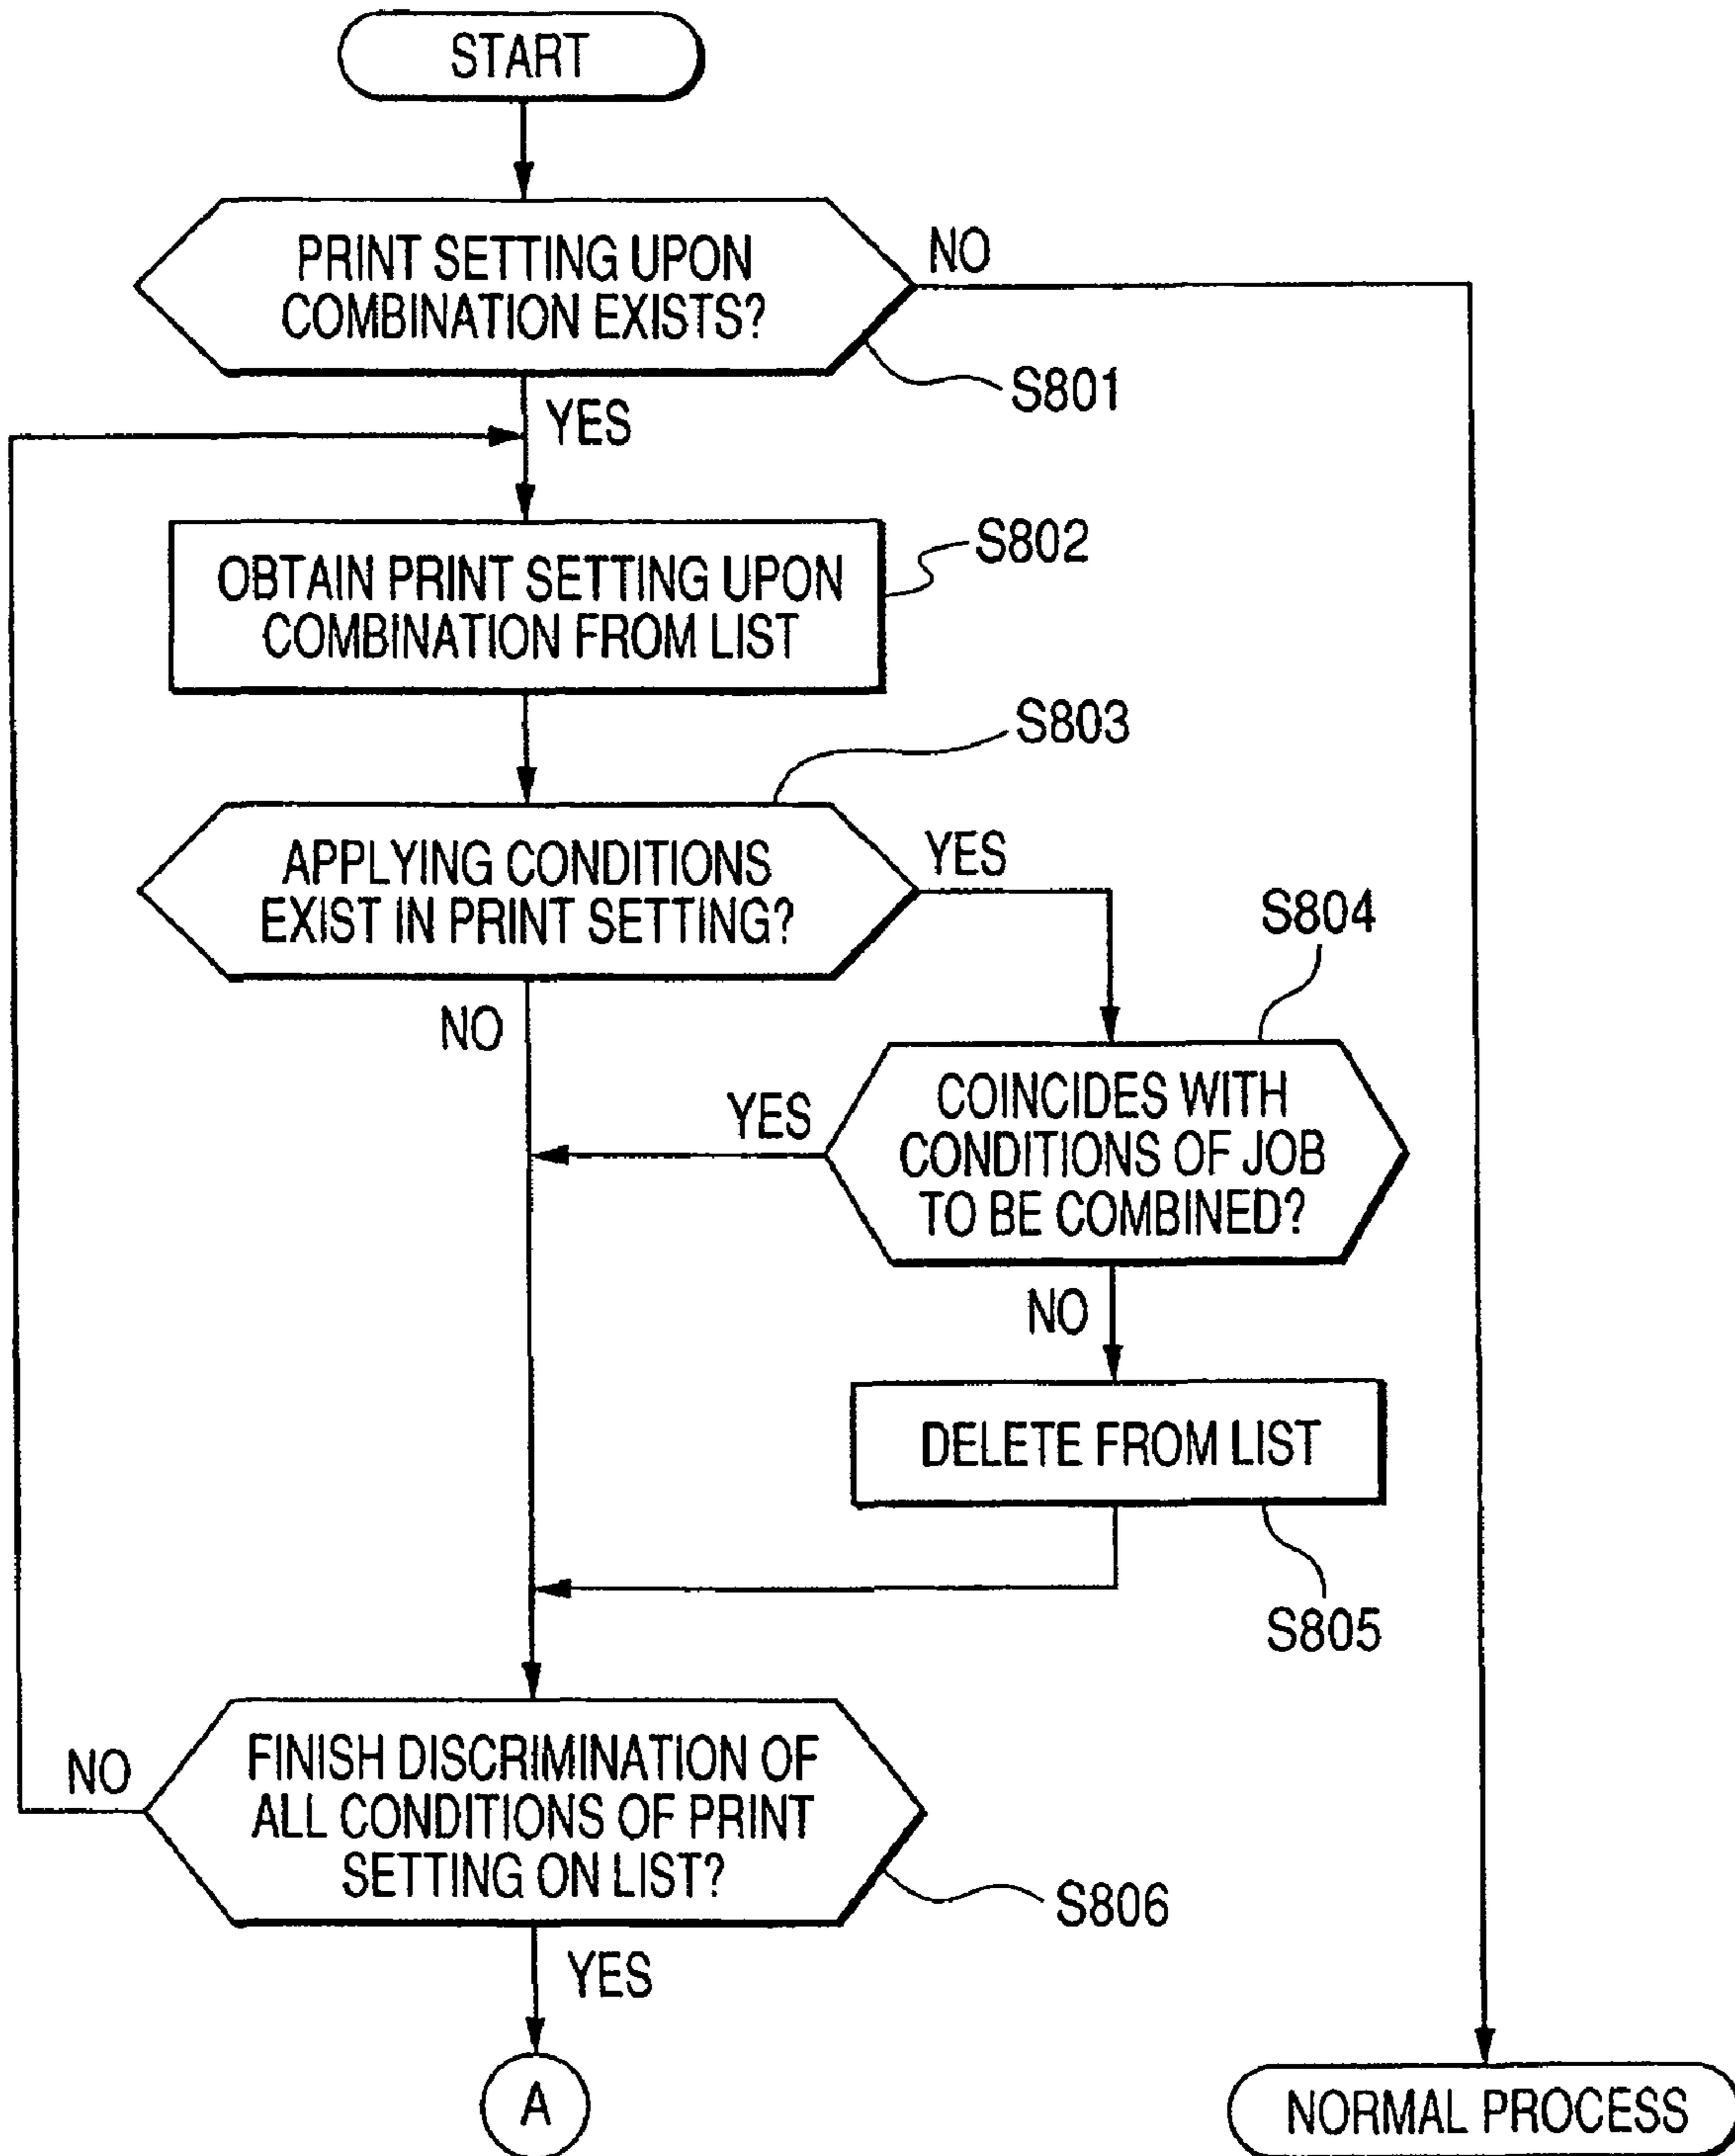 START
PRINT SETTING UPON
COMBINATION EXISTS?
NO
S801
YES
OBTAIN PRINT SETTING UPON
COMBINATION FROM LIST
S802
S803
APPLYING CONDITIONS
EXIST IN PRINT SETTING?
YES
NO
S804
COINCIDES WITH
CONDITIONS OF JOB
TO BE COMBINED?
YES
NO
DELETE FROM LIST
S805
FINISH DISCRIMINATION OF
ALL CONDITIONS OF PRINT
SETTING ON LIST?
NO
S806
YES
A
NORMAL PROCESS